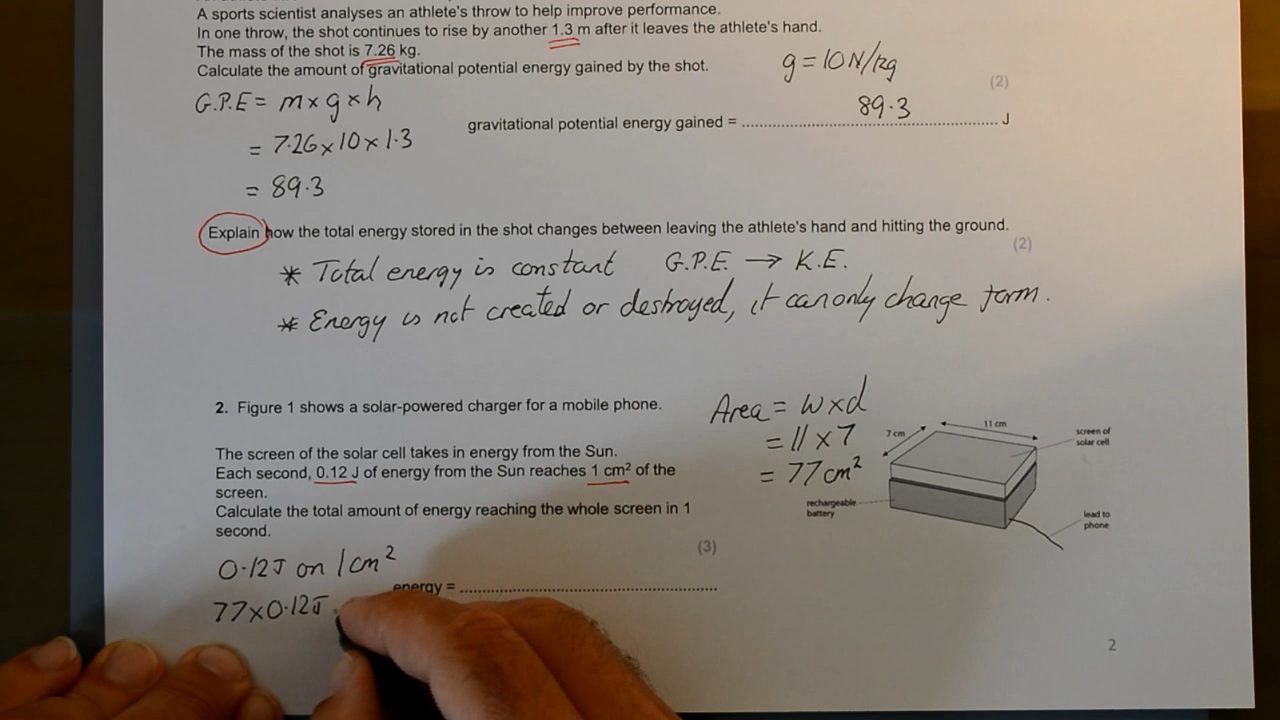 A sports scientist analyses an athlete's throw to help improve performance.
In one throw, the shot continues to rise by another 1.3 m after it leaves the athlete's hand.
The mass of the shot is 7.26 kg.
Calculate the amount of gravitational potential energy gained by the shot.
g = 10N/kg
(2)
G.P.E = m x g x h
= 7.26 x 10 x 1.3
= 89.3
gravitational potential energy gained = 89.3 J
Explain how the total energy stored in the shot changes between leaving the athlete's hand and hitting the ground.
(2)
* Total energy is constant G.P.E. → K.E.
* Energy is not created or destroyed, it can only change form.
2. Figure 1 shows a solar-powered charger for a mobile phone.
The screen of the solar cell takes in energy from the Sun.
Each second, 0.12 J of energy from the Sun reaches 1 cm² of the
screen.
Calculate the total amount of energy reaching the whole screen in 1
second.
(3)
Area = w x d
= 11 x 7
= 77 cm²
7 cm
11 cm
screen of
solar cell
rechargeable
battery
lead to
phone
0.12J on 1cm²
energy =
77x0.12J
2